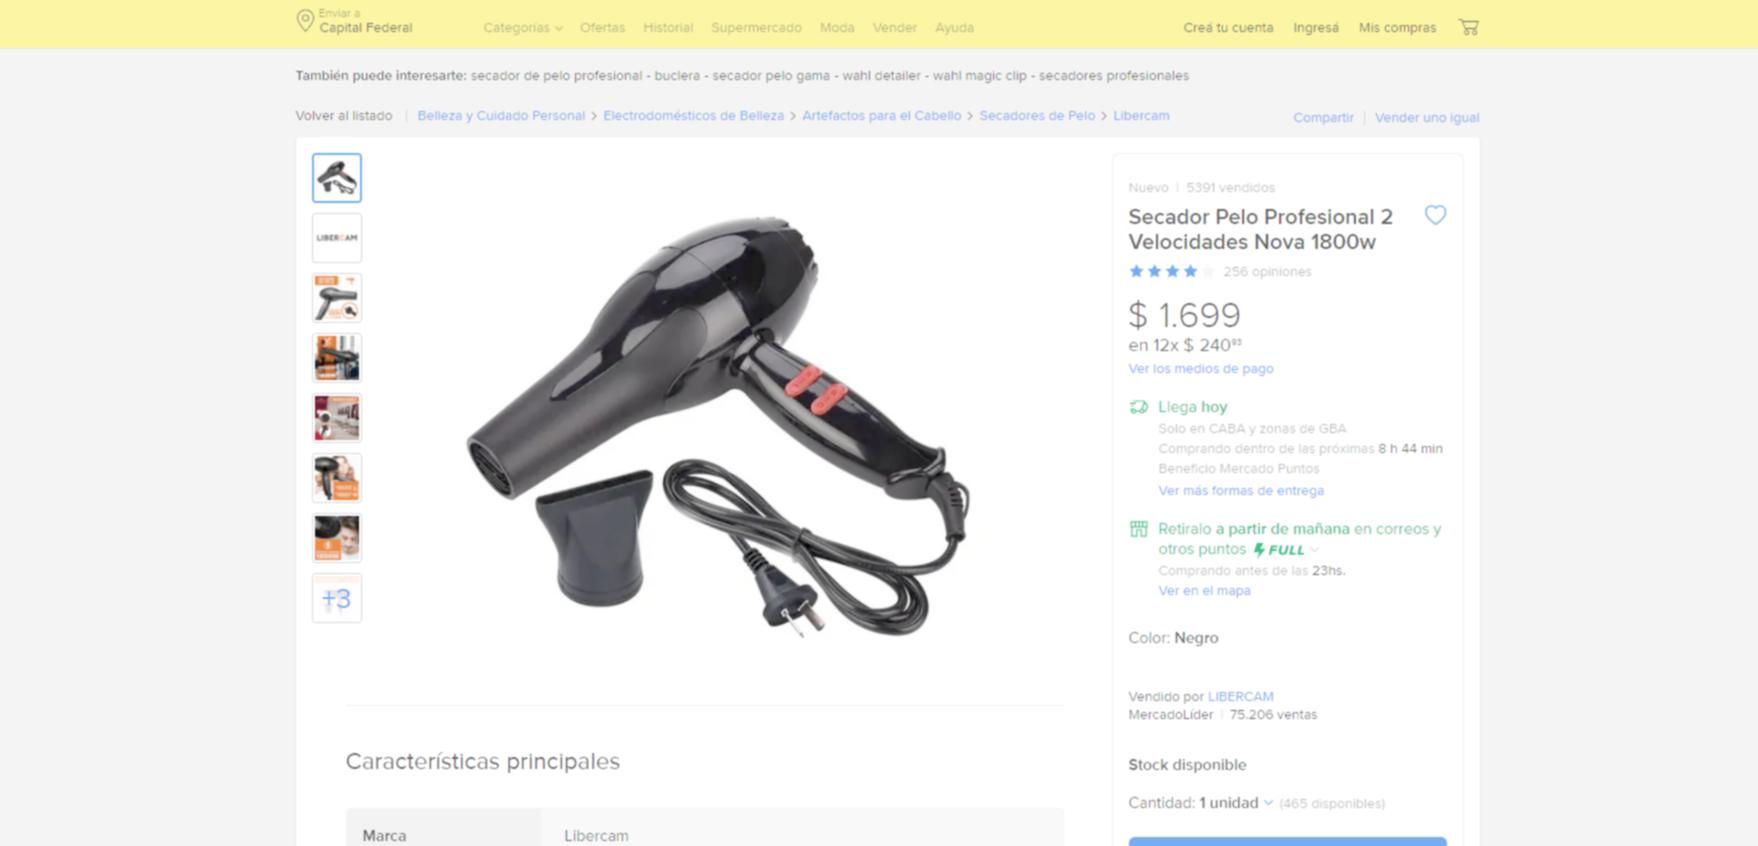 Enviar a
Capital Federal
Categorías Ofertas Historial Supermercado Moda Vender Ayuda
Creá tu cuenta Ingresá Mis compras
También puede interesarte: secador de pelo profesional - buclera - secador pelo gama - wahl detailer - wahl magic clip - secadores profesionales
Volver al listado | Belleza y Cuidado Personal > Electrodomésticos de Belleza > Artefactos para el Cabello > Secadores de Pelo > Libercam
Compartir | Vender uno igual
LIBERCAM
+3
Nuevo | 5391 vendidos
Secador Pelo Profesional 2
Velocidades Nova 1800w
256 opiniones
$ 1.699
en 12x $ 240⁹³
Ver los medios de pago
Llega hoy
Solo en CABA y zonas de GBA
Comprando dentro de las próximas 8 h 44 min
Beneficio Mercado Puntos
Ver más formas de entrega
Retiralo a partir de mañana en correos y
otros puntos FULL
Comprando antes de las 23hs.
Ver en el mapa
Color: Negro
Vendido por LIBERCAM
MercadoLíder | 75.206 ventas
Stock disponible
Cantidad: 1 unidad (465 disponibles)
Características principales
Marca Libercam